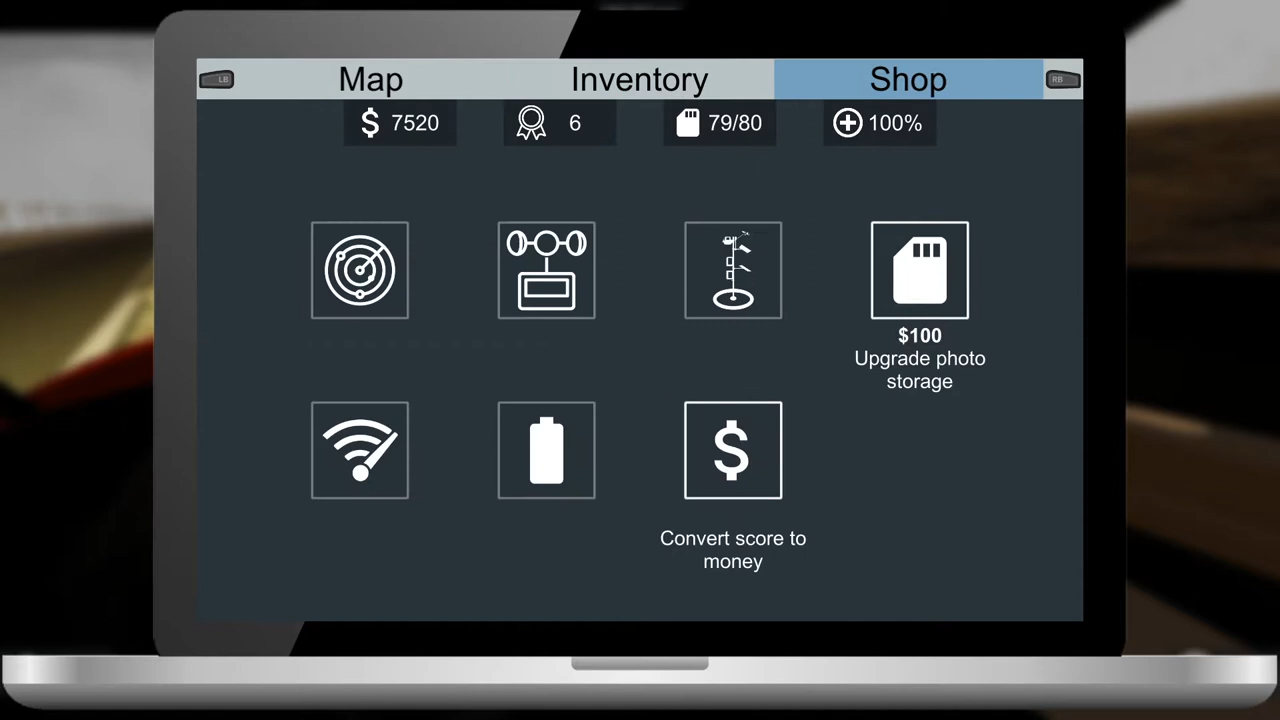 LB Map Inventory Shop RB
$ 7520 6 79/80 100%
$100
Upgrade photo
storage
$
Convert score to
money